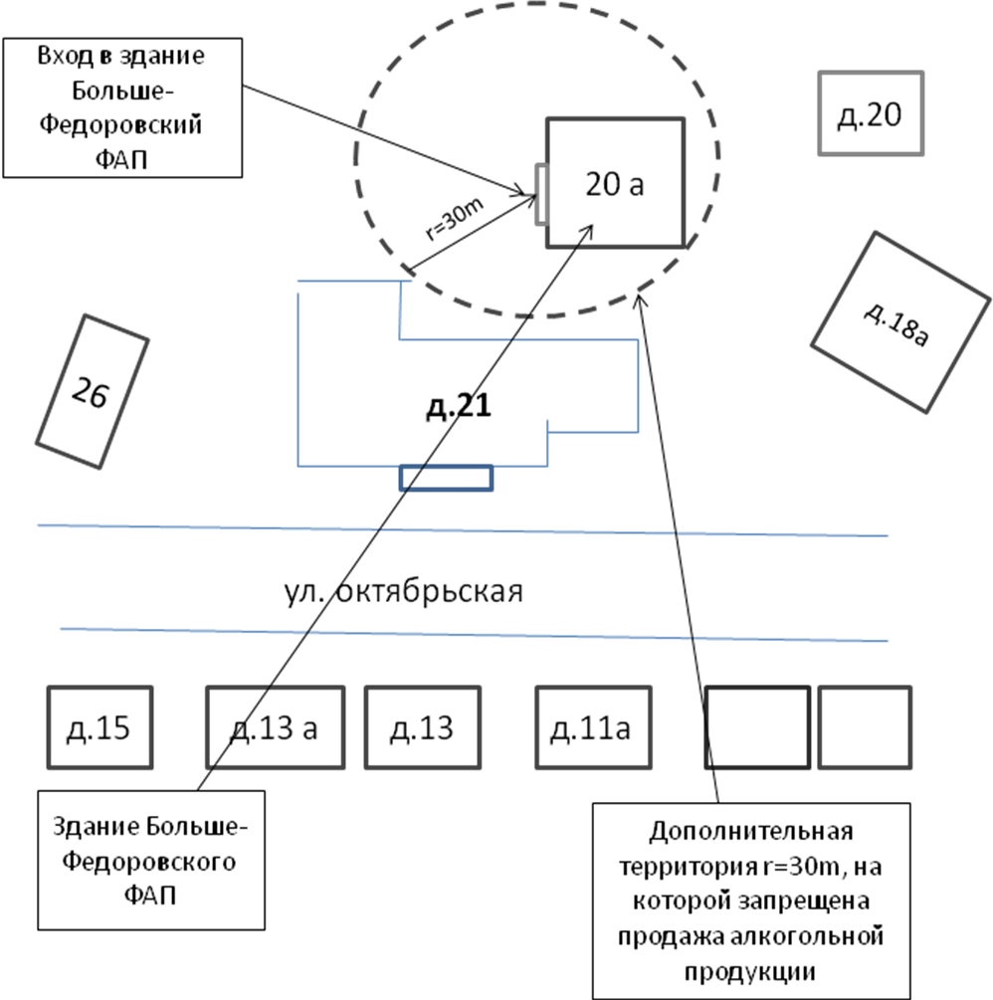 Вход в здание
Больше-
Федоровский
ФАП
д.20
20 а
r=30m
д.18а
26
д.21
ул. октябрьская
д.15
д.13 а
д.13
д.11а
Здание Больше-
Федоровского
ФАП
Дополнительная
территория r=30m, на
которой запрещена
продажа алкогольной
продукции